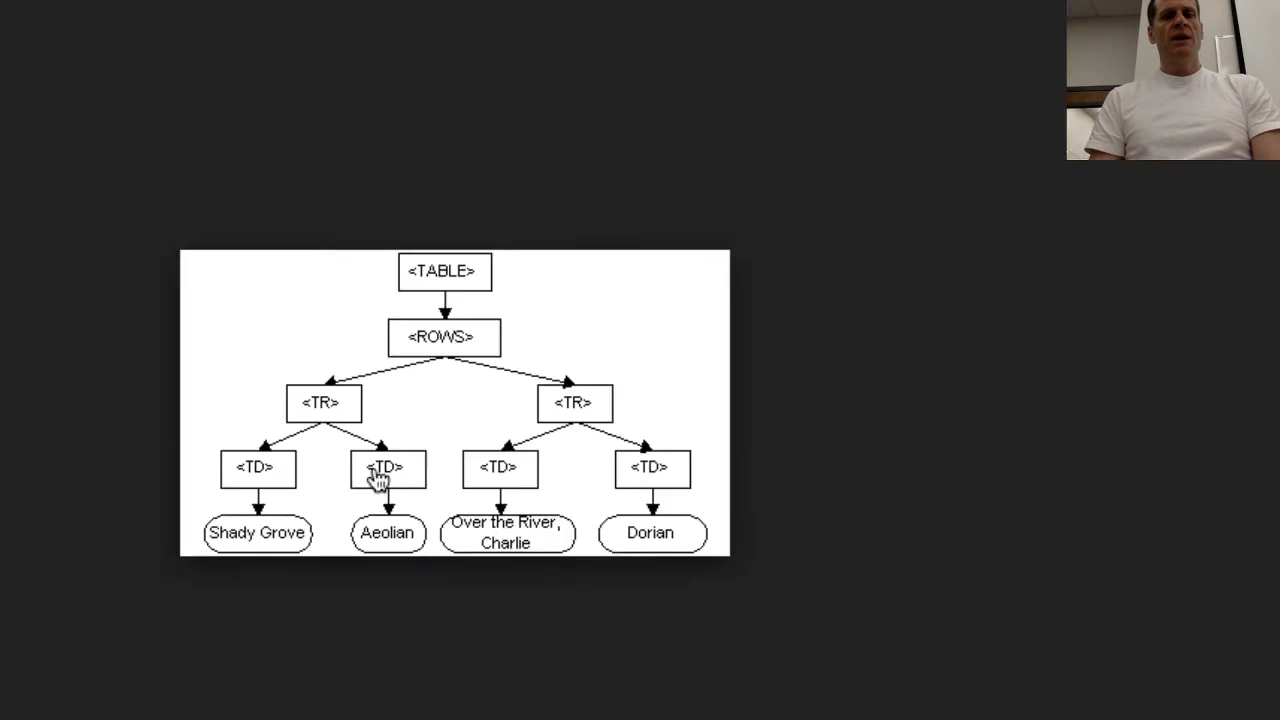 <TABLE>
<ROWS>
<TR> <TR>
<TD> <TD> <TD> <TD>
Shady Grove Aeolian Over the River, Charlie Dorian